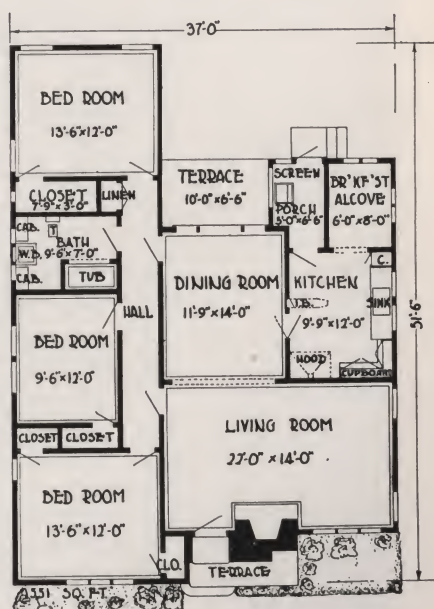 37'-0"
BED ROOM
13'-6"x12'-0"
CLOSET
7'-9"x3'-0"
LINEN
TERRACE
10'-0"x6'-6"
SCREEN
PORCH
5'-0"x6'-6"
BR'KF'ST
ALCOVE
6'-0"x8'-0"
CAB.
T
BATH
9'-6"x7'-0"
W.B.
CAB.
TUB
HALL
DINING ROOM
11'-9"x14'-0"
KITCHEN
9'-9"x12'-0"
I.B.
C.
SINK
HOOD
CUPBOARD
51'-6"
BED ROOM
9'-6"x12'-0"
CLOSET
CLOSET
LIVING ROOM
22'-0"x14'-0"
BED ROOM
13'-6"x12'-0"
CLO.
TERRACE
SQ. FT.